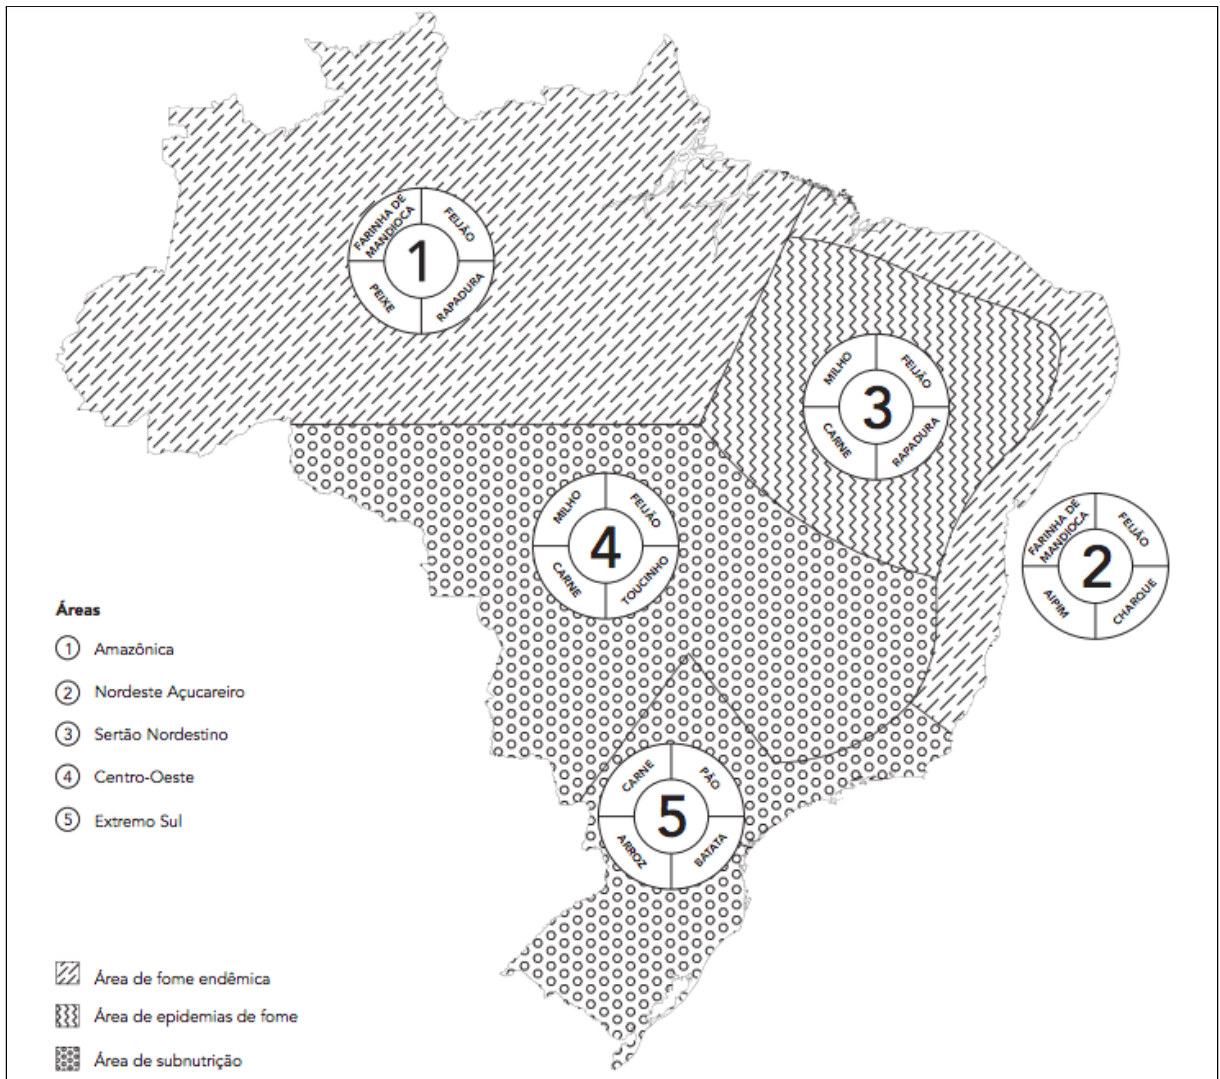 FARINHA DE
MANDIOCA
FEIJÃO
1
PEIXE
RAPADURA
MILHO
FEIJÃO
3
CARNE
RAPADURA
MILHO
FEIJÃO
4
CARNE
TOUCINHO
FARINHA DE
MANDIOCA
FEIJÃO
2
AIPIM
CHARQUE
CARNE
PÃO
5
ARROZ
BATATA
Áreas
1 Amazônica
2 Nordeste Açucareiro
3 Sertão Nordestino
4 Centro-Oeste
5 Extremo Sul
Área de fome endêmica
Área de epidemias de fome
Área de subnutrição